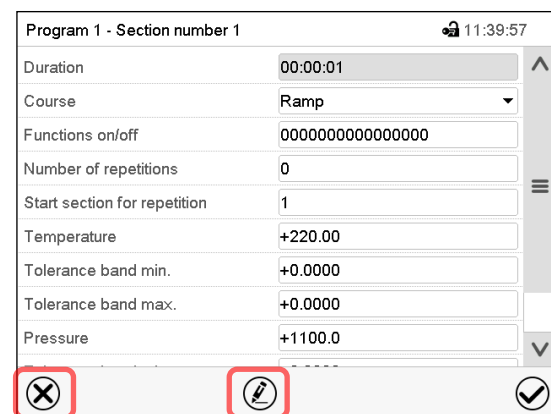 Program 1 - Section number 1 11:39:57
Duration 00:00:01
Course Ramp
Functions on/off 0000000000000000
Number of repetitions 0
Start section for repetition 1
Temperature +220.00
Tolerance band min. +0.0000
Tolerance band max. +0.0000
Pressure +1100.0